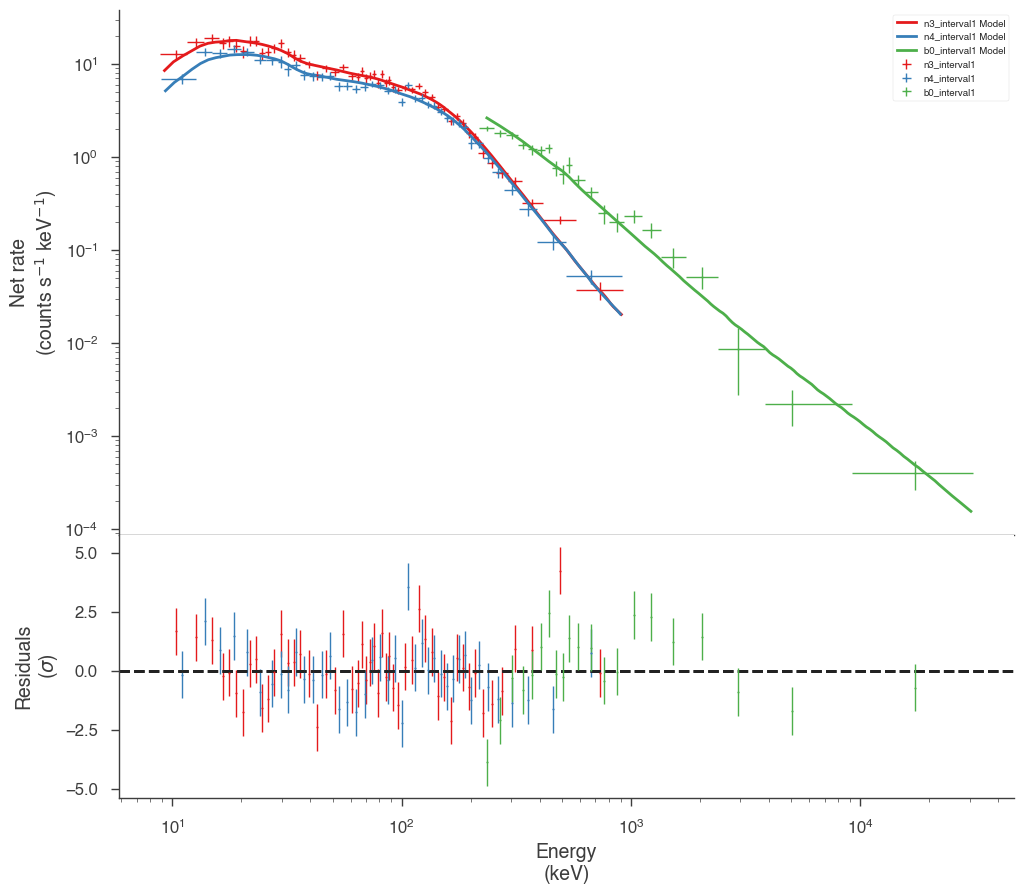 n3_interval1 Model
n4_interval1 Model
b0_interval1 Model
n3_interval1
n4_interval1
b0_interval1
Net rate
(counts s⁻¹ keV⁻¹)
10¹
10⁰
10⁻¹
10⁻²
10⁻³
10⁻⁴
Residuals
(σ)
5.0
2.5
0.0
−2.5
−5.0
10¹ 10² 10³ 10⁴
Energy
(keV)